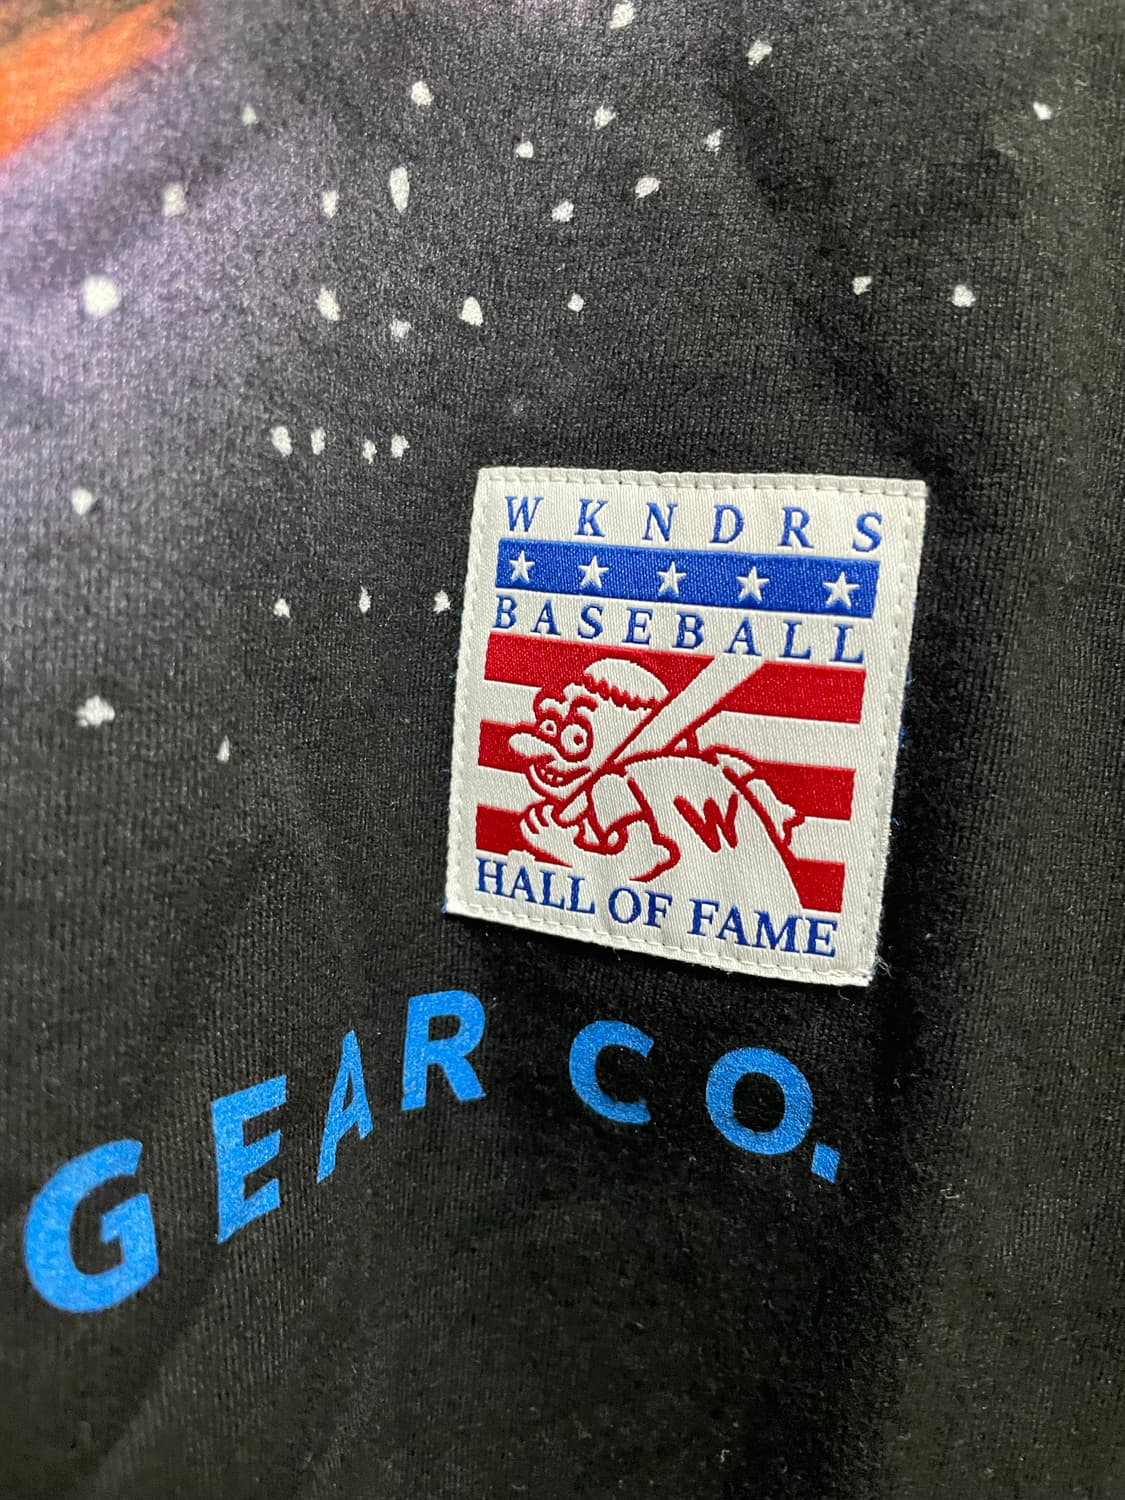 WKNDRS
BASEBALL
W
HALL OF FAME
GEAR CO.